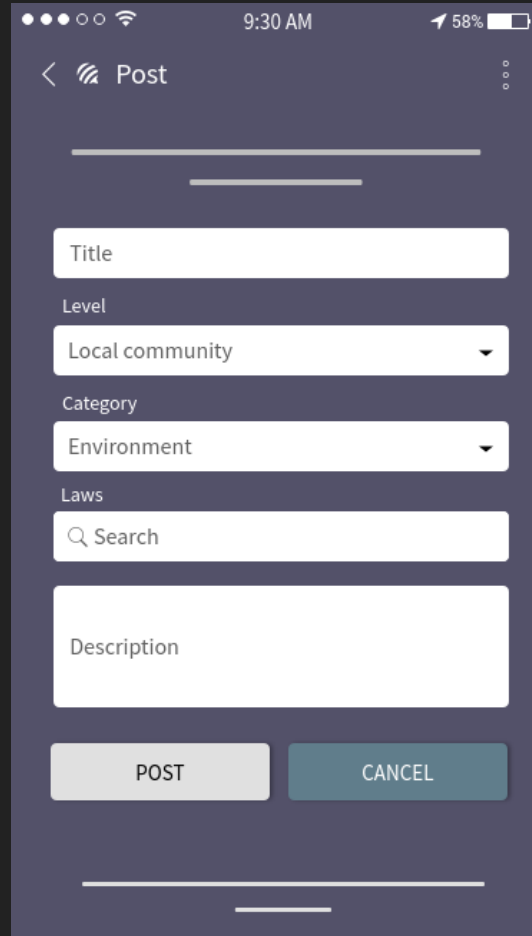 9:30 AM 58%
Post
Title
Level
Local community
Category
Environment
Laws
Search
Description
POST CANCEL